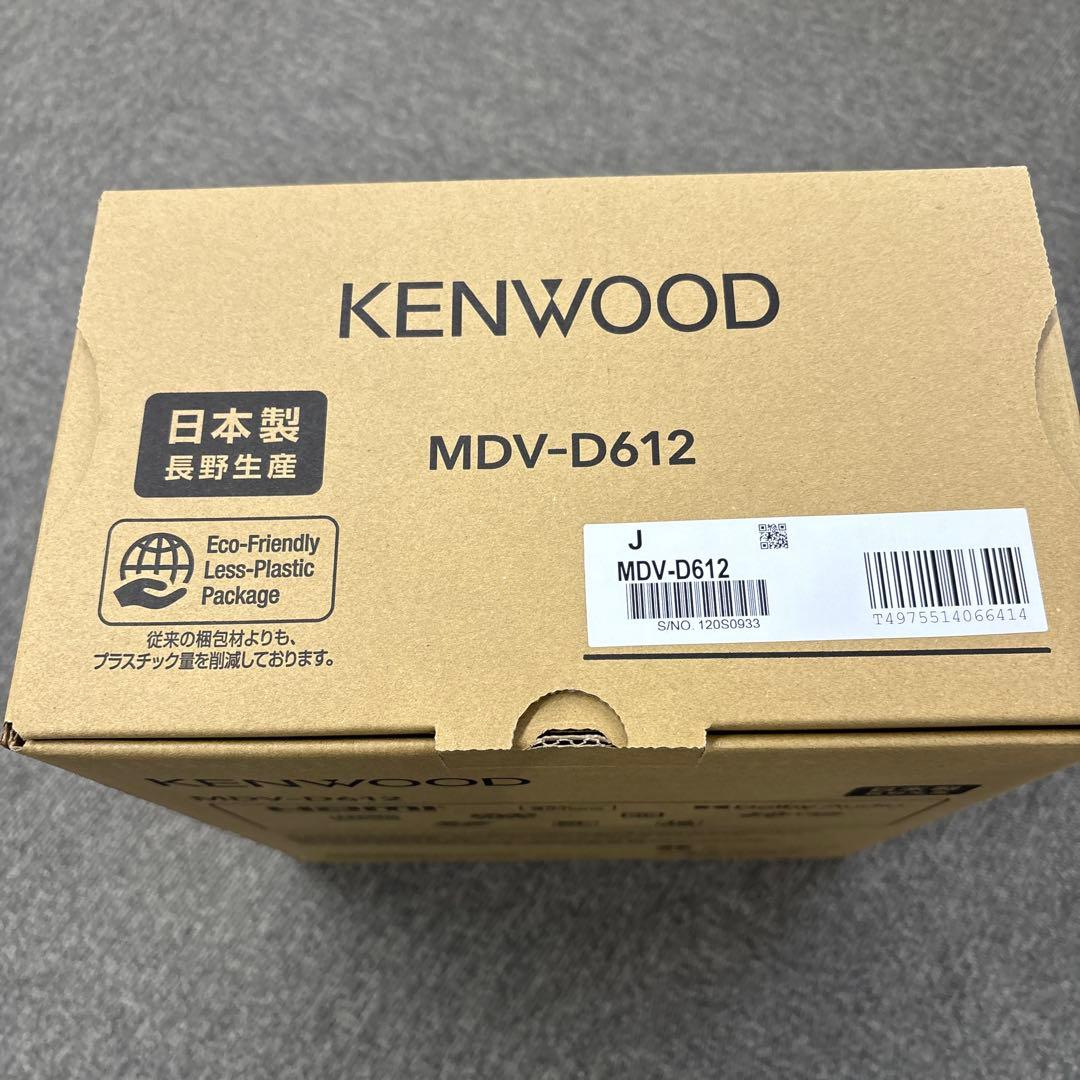 KENWOOD
日本製
長野生産
MDV-D612
Eco-Friendly
Less-Plastic
Package
従来の梱包材よりも、
プラスチック量を削減しております。
J
MDV-D612
S/NO. 120S0933
T4975514066414
KENWOOD
MDV-D612